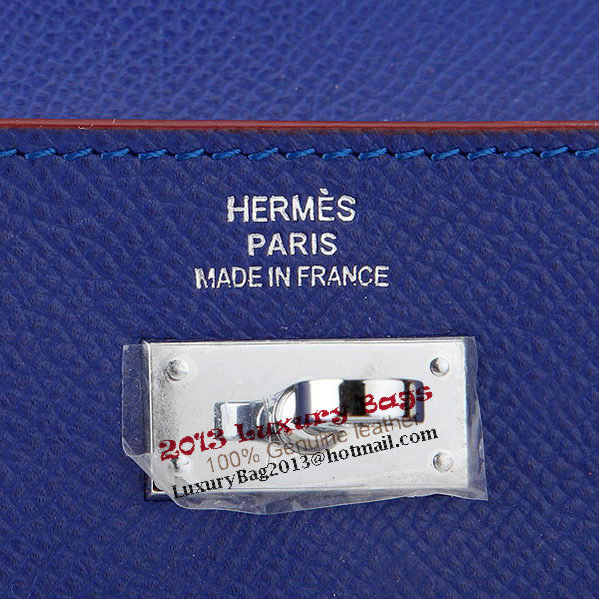 HERMÈS
PARIS
MADE IN FRANCE
2013 Luxury Bags
100% Genuine leather
LuxuryBag2013@hotmail.com